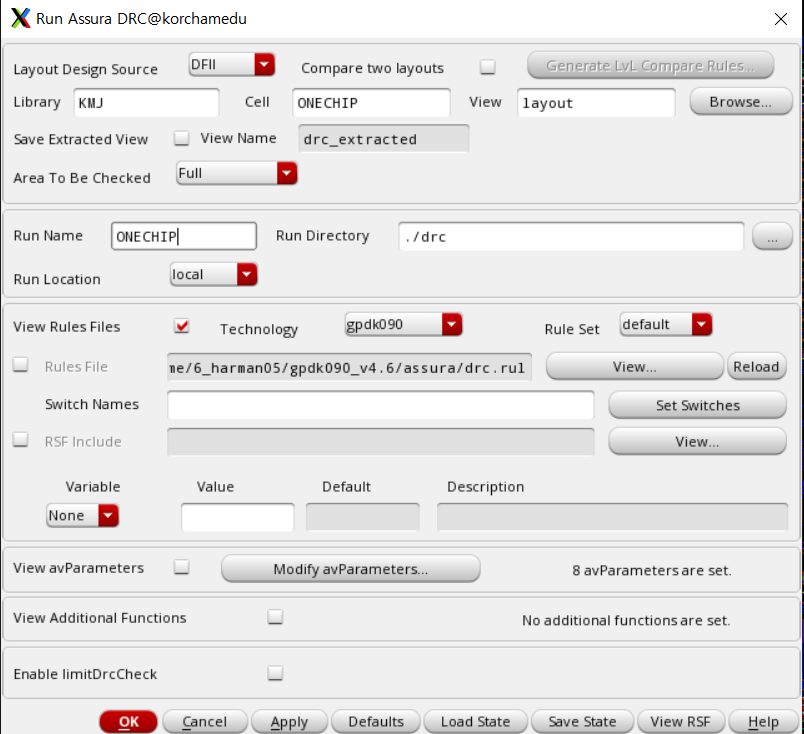 Run Assura DRC@korchamedu
Layout Design Source DFII Compare two layouts Generate LvL Compare Rules...
Library KMJ Cell ONECHIP View layout Browse...
Save Extracted View View Name drc_extracted
Area To Be Checked Full
Run Name ONECHIP Run Directory ./drc ...
Run Location local
View Rules Files Technology gpdk090 Rule Set default
Rules File me/6_harman05/gpdk090_v4.6/assura/drc.rul View... Reload
Switch Names Set Switches
RSF Include View...
Variable Value Default Description
None
View avParameters Modify avParameters... 8 avParameters are set.
View Additional Functions No additional functions are set.
Enable limitDrcCheck
OK Cancel Apply Defaults Load State Save State View RSF Help